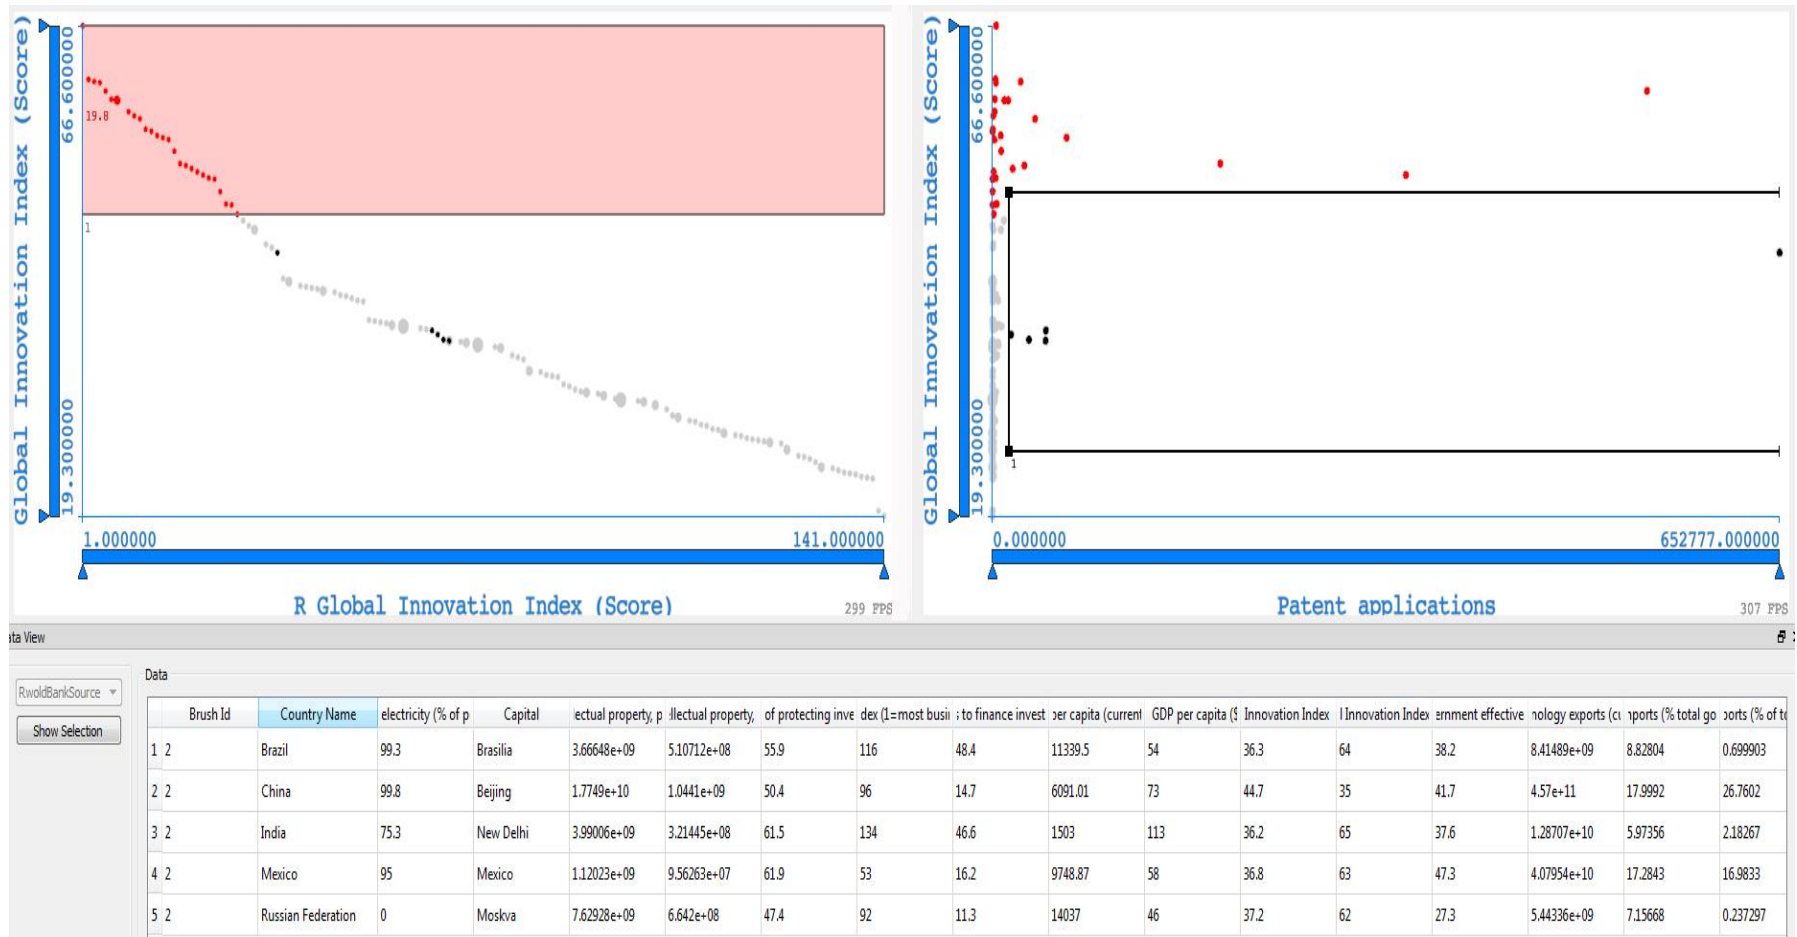 Global Innovation Index (Score)
66.600000
19.300000
19.8
1
1.000000
141.000000
R Global Innovation Index (Score)
299 FPS
Global Innovation Index (Score)
66.600000
19.300000
1
0.000000
652777.000000
Patent applications
307 FPS
ata View
RwoldBankSource
Show Selection
Data
Brush Id Country Name electricity (% of p Capital ectual property, p ellectual property, of protecting inve dex (1=most busi s to finance invest per capita (current GDP per capita ($ Innovation Index l Innovation Index ernment effective nology exports (cu nports (% total go ports (% of to
1 2 Brazil 99.3 Brasilia 3.66648e+09 5.10712e+08 55.9 116 48.4 11339.5 54 36.3 64 38.2 8.41489e+09 8.82804 0.699903
2 2 China 99.8 Beijing 1.7749e+10 1.0441e+09 50.4 96 14.7 6091.01 73 44.7 35 41.7 4.57e+11 17.9992 26.7602
3 2 India 75.3 New Delhi 3.99006e+09 3.21445e+08 61.5 134 46.6 1503 113 36.2 65 37.6 1.28707e+10 5.97356 2.18267
4 2 Mexico 95 Mexico 1.12023e+09 9.56263e+07 61.9 53 16.2 9748.87 58 36.8 63 47.3 4.07954e+10 17.2843 16.9833
5 2 Russian Federation 0 Moskva 7.62928e+09 6.642e+08 47.4 92 11.3 14037 46 37.2 62 27.3 5.44336e+09 7.15668 0.237297